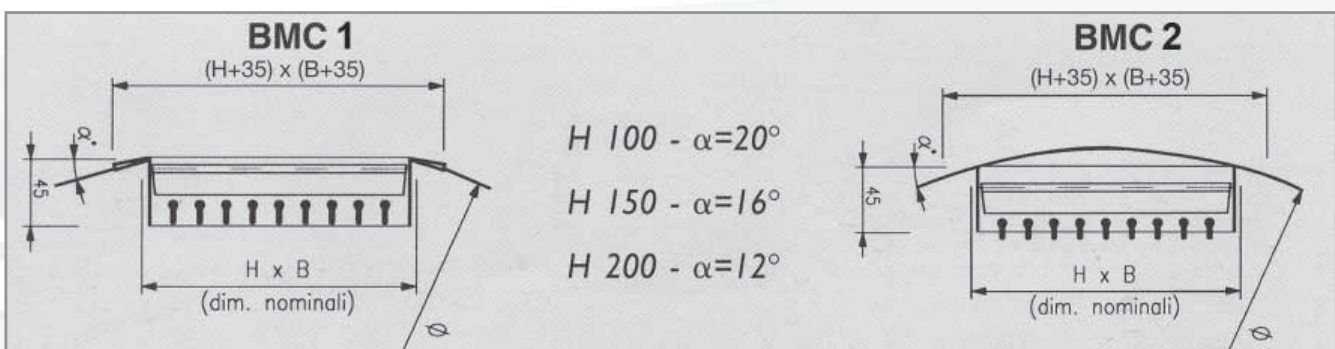 BMC 1
(H+35) x (B+35)
α°
45
H x B
(dim. nominali)
Ø
H 100 - α=20°
H 150 - α=16°
H 200 - α=12°
BMC 2
(H+35) x (B+35)
α°
45
H x B
(dim. nominali)
Ø